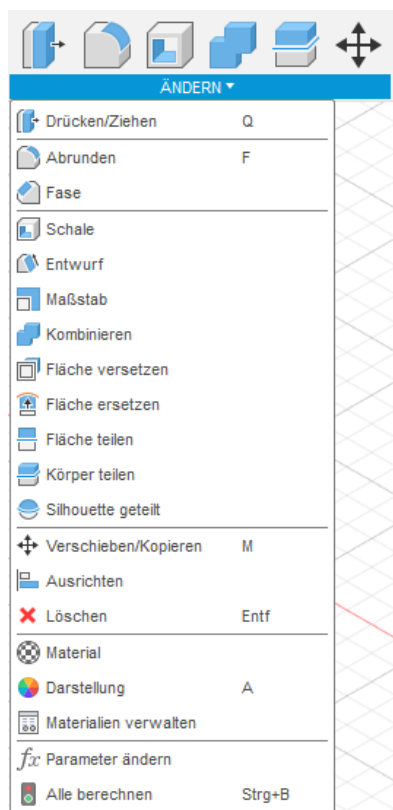 ÄNDERN
Drücken/Ziehen Q
Abrunden F
Fase
Schale
Entwurf
Maßstab
Kombinieren
Fläche versetzen
Fläche ersetzen
Fläche teilen
Körper teilen
Silhouette geteilt
Verschieben/Kopieren M
Ausrichten
Löschen Entf
Material
Darstellung A
Materialien verwalten
fx Parameter ändern
Alle berechnen Strg+B